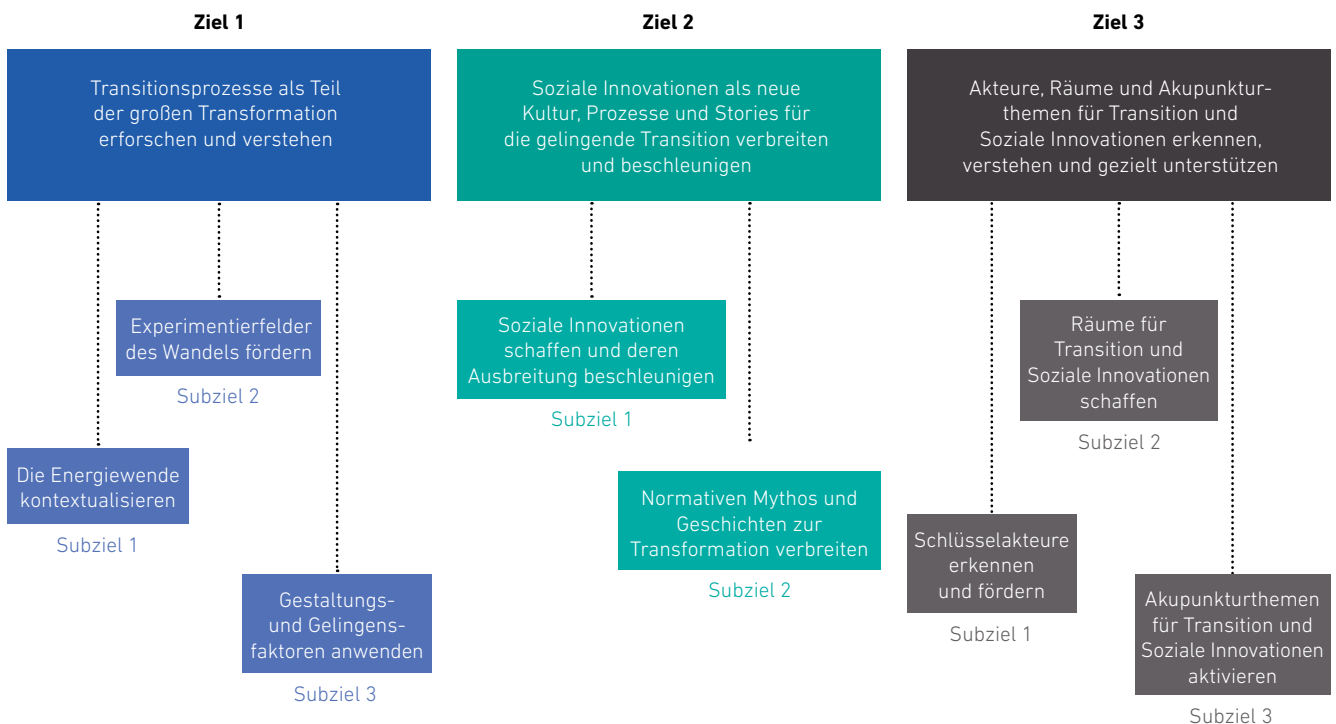 Ziel 1
Transitionsprozesse als Teil
der großen Transformation
erforschen und verstehen
Experimentierfelder
des Wandels fördern
Subziel 2
Die Energiewende
kontextualisieren
Subziel 1
Gestaltungs-
und Gelingens-
faktoren anwenden
Subziel 3
Ziel 2
Soziale Innovationen als neue
Kultur, Prozesse und Stories für
die gelingende Transition verbreiten
und beschleunigen
Soziale Innovationen
schaffen und deren
Ausbreitung beschleunigen
Subziel 1
Normativen Mythos und
Geschichten zur
Transformation verbreiten
Subziel 2
Ziel 3
Akteure, Räume und Akupunktur-
themen für Transition und
Soziale Innovationen erkennen,
verstehen und gezielt unterstützen
Räume für
Transition und
Soziale Innovationen
schaffen
Subziel 2
Schlüsselakteure
erkennen
und fördern
Subziel 1
Akupunkturthemen
für Transition und
Soziale Innovationen
aktivieren
Subziel 3